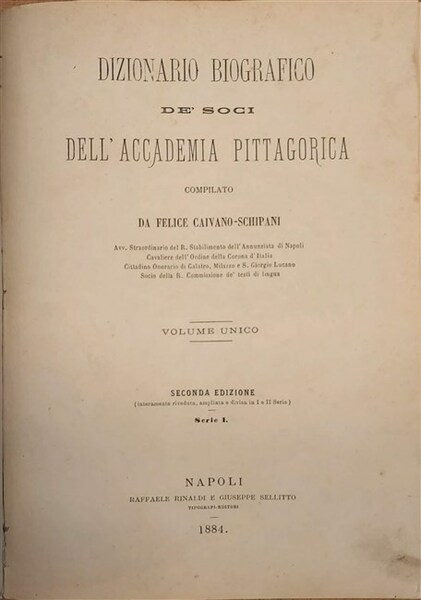 DIZIONARIO BIOGRAFICO
DE' SOCI
DELL'ACCADEMIA PITTAGORICA
COMPILATO
DA FELICE CAIVANO-SCHIPANI
Avv. Straordinario del R. Stabilimento dell'Annunziata di Napoli
Cavaliere dell'Ordine della Corona d'Italia
Cittadino Onorario di Galatro, Milazzo e S. Giorgio Lucano
Socio della R. Commissione de' testi di lingua
VOLUME UNICO
SECONDA EDIZIONE
(interamente riveduta, ampliata e divisa in I e II Serie)
Serie I.
NAPOLI
RAFFAELE RINALDI E GIUSEPPE SELLITTO
TIPOGRAFI-EDITORI
1884.